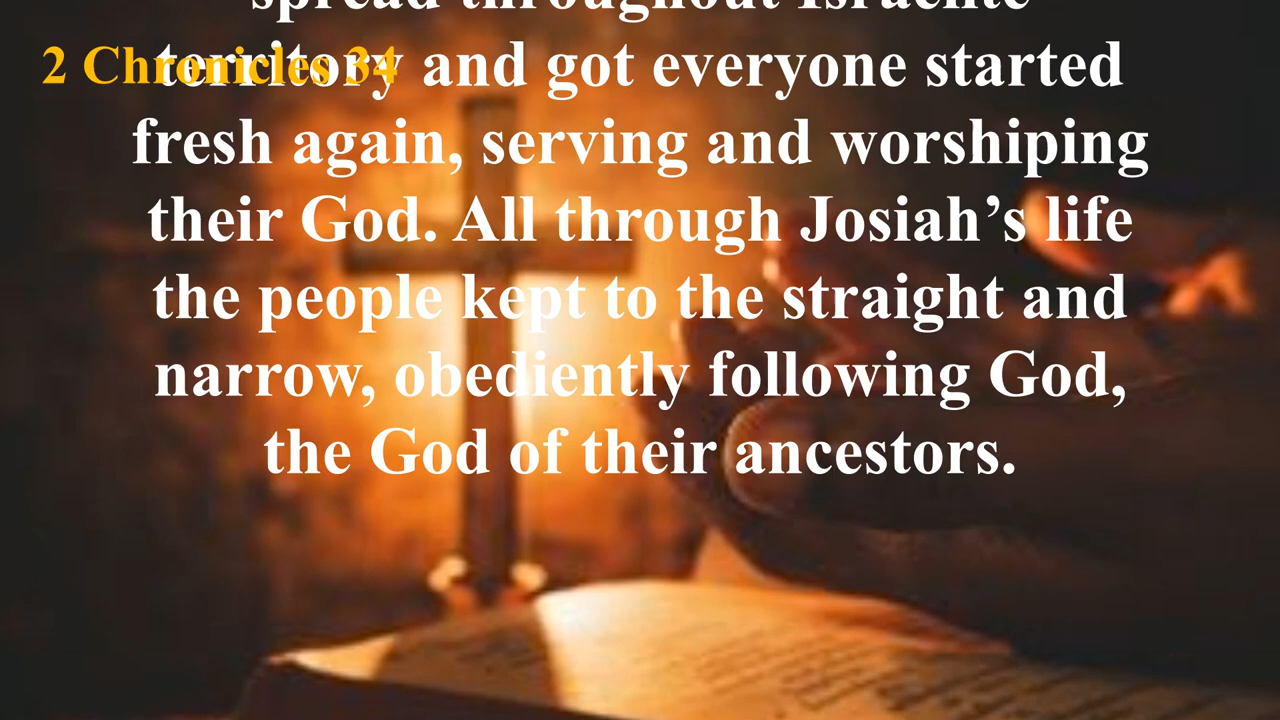 spread throughout Israelite
2 Chronicles 34
territory and got everyone started
fresh again, serving and worshiping
their God. All through Josiah’s life
the people kept to the straight and
narrow, obediently following God,
the God of their ancestors.